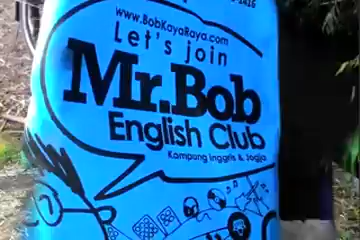 www.BobKayaRaya.com
Let's join
Mr.Bob
English Club
Kampung Inggris & Jogja